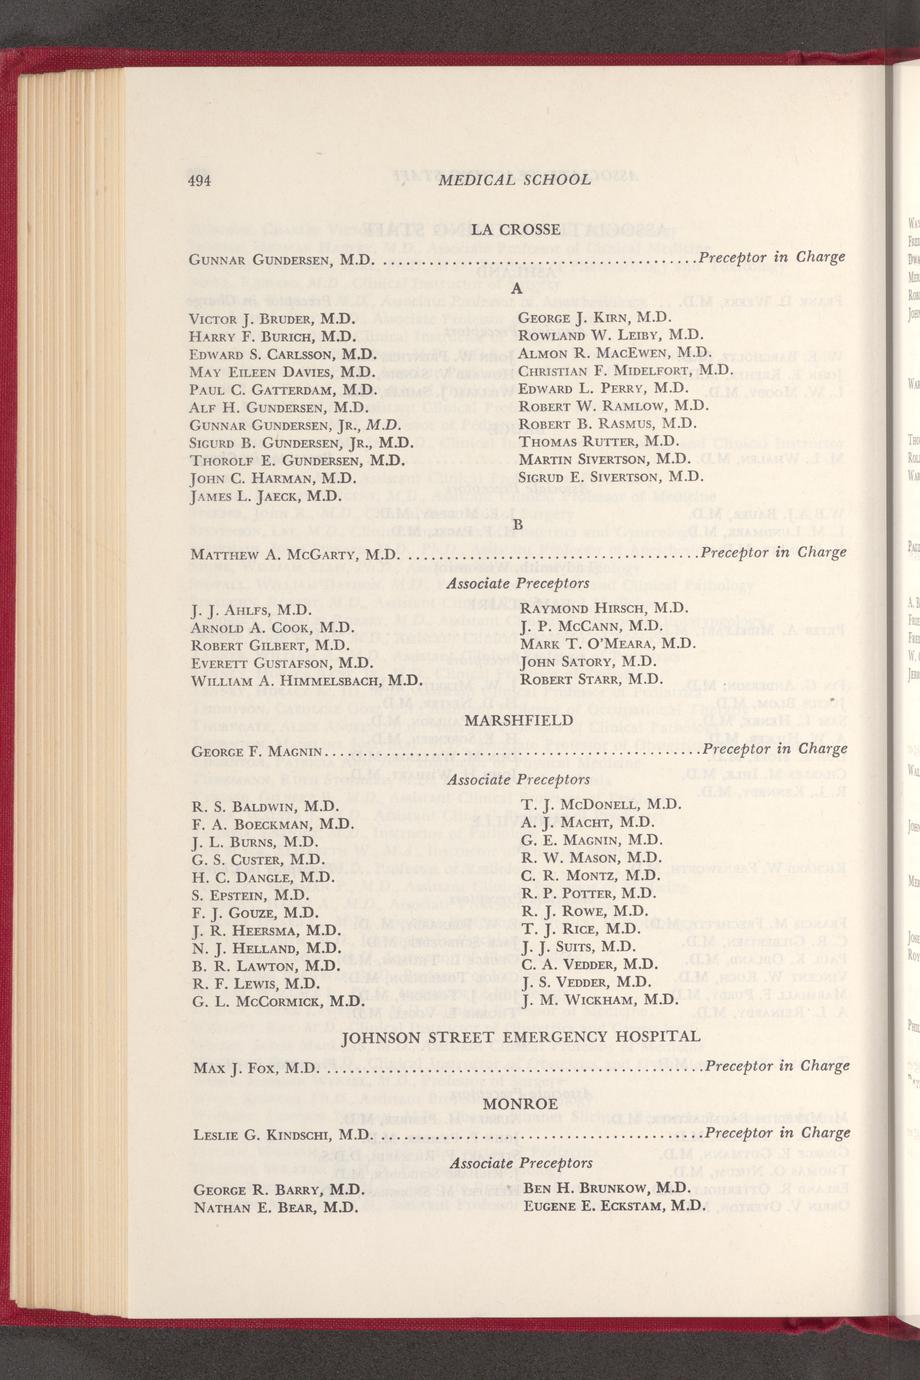 494
MEDICAL SCHOOL
LA CROSSE
GUNNAR GUNDERSEN, M.D. ........................................Preceptor in Charge
A
VICTOR J. BRUDER, M.D.
HARRY F. BURICH, M.D.
EDWARD S. CARLSSON, M.D.
MAY EILEEN DAVIES, M.D.
PAUL C. GATTERDAM, M.D.
ALF H. GUNDERSEN, M.D.
GUNNAR GUNDERSEN, JR., M.D.
SIGURD B. GUNDERSEN, JR., M.D.
THOROLF E. GUNDERSEN, M.D.
JOHN C. HARMAN, M.D.
JAMES L. JAECK, M.D.
GEORGE J. KIRN, M.D.
ROWLAND W. LEIBY, M.D.
ALMON R. MACEWEN, M.D.
CHRISTIAN F. MIDELFORT, M.D.
EDWARD L. PERRY, M.D.
ROBERT W. RAMLOW, M.D.
ROBERT B. RASMUS, M.D.
THOMAS RUTTER, M.D.
MARTIN SIVERTSON, M.D.
SIGRUD E. SIVERTSON, M.D.
B
MATTHEW A. MCGARTY, M.D. ......................................Preceptor in Charge
Associate Preceptors
J. J. AHLFS, M.D.
ARNOLD A. COOK, M.D.
ROBERT GILBERT, M.D.
EVERETT GUSTAFSON, M.D.
WILLIAM A. HIMMELSBACH, M.D.
RAYMOND HIRSCH, M.D.
J. P. MCCANN, M.D.
MARK T. O'MEARA, M.D.
JOHN SATORY, M.D.
ROBERT STARR, M.D.
MARSHFIELD
GEORGE F. MAGNIN................................................Preceptor in Charge
Associate Preceptors
R. S. BALDWIN, M.D.
F. A. BOECKMAN, M.D.
J. L. BURNS, M.D.
G. S. CUSTER, M.D.
H. C. DANGLE, M.D.
S. EPSTEIN, M.D.
F. J. GOUZE, M.D.
J. R. HEERSMA, M.D.
N. J. HELLAND, M.D.
B. R. LAWTON, M.D.
R. F. LEWIS, M.D.
G. L. MCCORMICK, M.D.
T. J. MCDONELL, M.D.
A. J. MACHT, M.D.
G. E. MAGNIN, M.D.
R. W. MASON, M.D.
C. R. MONTZ, M.D.
R. P. POTTER, M.D.
R. J. ROWE, M.D.
T. J. RICE, M.D.
J. J. SUITS, M.D.
C. A. VEDDER, M.D.
J. S. VEDDER, M.D.
J. M. WICKHAM, M.D.
JOHNSON STREET EMERGENCY HOSPITAL
MAX J. FOX, M.D. ................................................Preceptor in Charge
MONROE
LESLIE G. KINDSCHI, M.D. .........................................Preceptor in Charge
Associate Preceptors
GEORGE R. BARRY, M.D.
NATHAN E. BEAR, M.D.
BEN H. BRUNKOW, M.D.
EUGENE E. ECKSTAM, M.D.